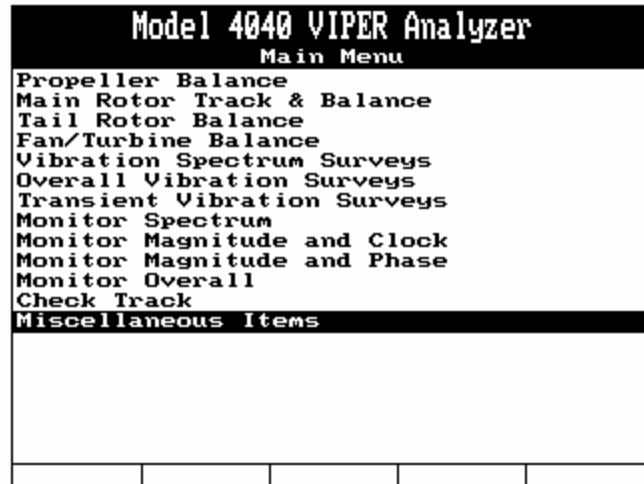 Model 4040 VIPER Analyzer
Main Menu
Propeller Balance
Main Rotor Track & Balance
Tail Rotor Balance
Fan/Turbine Balance
Vibration Spectrum Surveys
Overall Vibration Surveys
Transient Vibration Surveys
Monitor Spectrum
Monitor Magnitude and Clock
Monitor Magnitude and Phase
Monitor Overall
Check Track
Miscellaneous Items